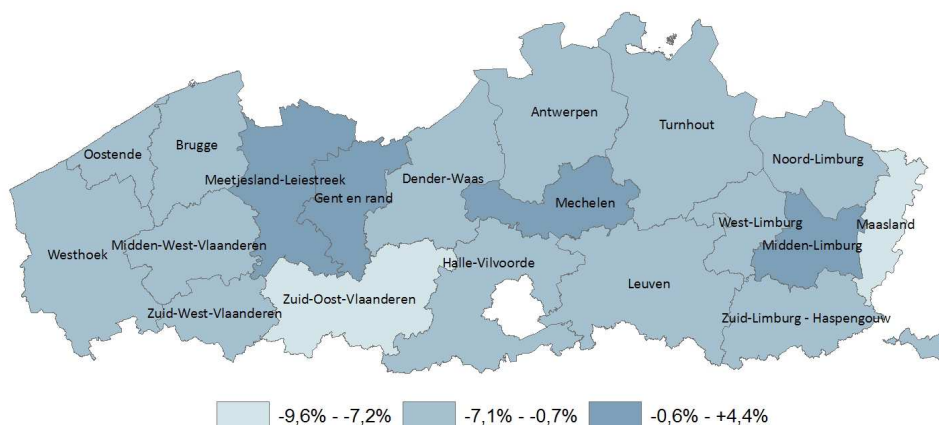 Antwerpen
Turnhout
Oostende
Brugge
Noord-Limburg
Meetjesland-Leiestreek
Dender-Waas
Gent en rand
Mechelen
West-Limburg
Maasland
Westhoek
Midden-West-Vlaanderen
Midden-Limburg
Halle-Vilvoorde
Leuven
Zuid-Oost-Vlaanderen
Zuid-West-Vlaanderen
Zuid-Limburg - Haspengouw
-9,6% - -7,2%
-7,1% - -0,7%
-0,6% - +4,4%